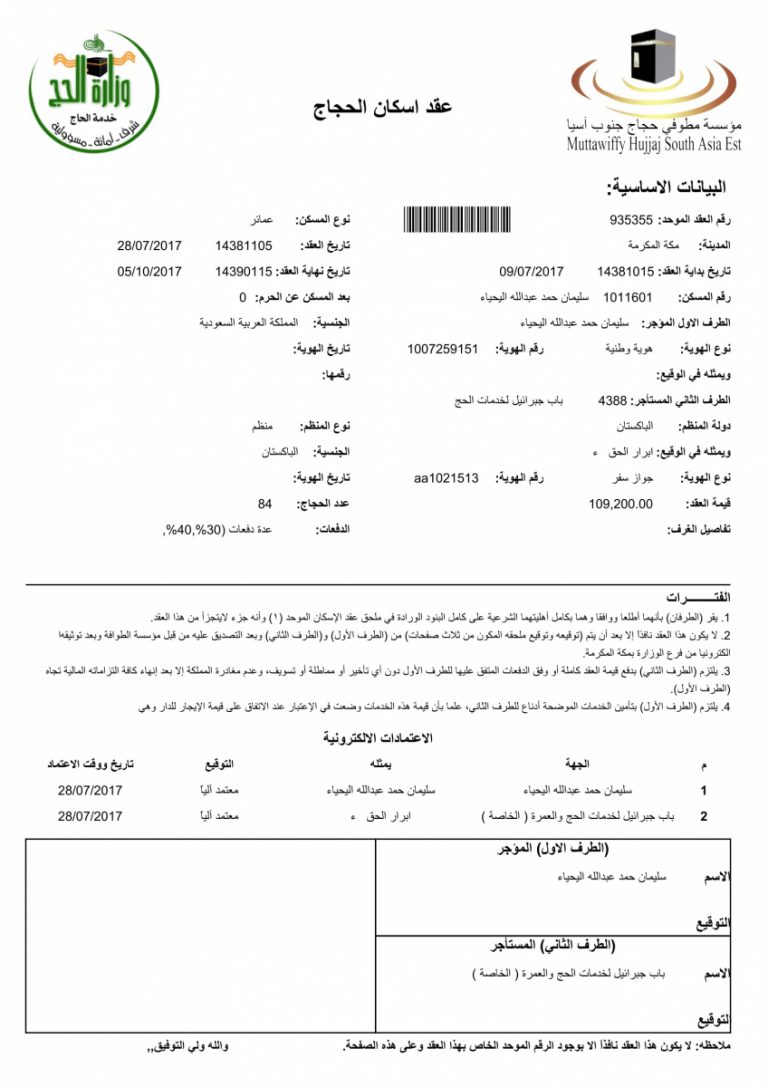 وزارة الحج
خدمة الحاج
شرف - أمانة - مسؤولية
عقد اسكان الحجاج
مؤسسة مطوفي حجاج جنوب آسيا
Muttawiffy Hujjaj South Asia Est
البيانات الاساسية:
رقم العقد الموحد: 935355 نوع المسكن: عمائر
المدينة: مكة المكرمة تاريخ العقد: 14381105 28/07/2017
تاريخ بداية العقد: 14381015 09/07/2017 تاريخ نهاية العقد: 14390115 05/10/2017
رقم المسكن: 1011601 سليمان حمد عبدالله اليحياء بعد المسكن عن الحرم: 0
الطرف الاول المؤجر: سليمان حمد عبدالله اليحياء الجنسية: المملكة العربية السعودية
نوع الهوية: هوية وطنية رقم الهوية: 1007259151 تاريخ الهوية:
ويمثله في الوقيع: رقمها:
الطرف الثاني المستأجر: 4388 باب جبرائيل لخدمات الحج
دولة المنظم: الباكستان نوع المنظم: منظم
ويمثله في الوقيع: ابرار الحق ء الجنسية: الباكستان
نوع الهوية: جواز سفر رقم الهوية: aa1021513 تاريخ الهوية:
قيمة العقد: 109,200.00 عدد الحجاج: 84
تفاصيل الغرف: الدفعات: عدة دفعات (30%,40%,
الفتـــــــرات
1. يقر (الطرفان) بأنهما أطلعا ووافقا وهما بكامل أهليتهما الشرعية على كامل البنود الورادة في ملحق عقد الإسكان الموحد (١) وأنه جزء لايتجزأ من هذا العقد.
2. لا يكون هذا العقد نافذاً إلا بعد أن يتم (توقيعه وتوقيع ملحقه المكون من ثلاث صفحات) من (الطرف الأول) و(الطرف الثاني) وبعد التصديق عليه من قبل مؤسسة الطوافة وبعد توثيقه!
الكترونيا من فرع الوزارة بمكة المكرمة.
3. يلتزم (الطرف الثاني) بدفع قيمة العقد كاملة أو وفق الدفعات المتفق عليها للطرف الأول دون أي تأخير أو مماطلة أو تسويف، وعدم مغادرة المملكة إلا بعد إنهاء كافة التزاماته المالية تجاه
(الطرف الأول).
4. يلتزم (الطرف الأول) بتأمين الخدمات الموضحة أدناع للطرف الثاني، علما بأن قيمة هذه الخدمات وضعت في الإعتبار عند الاتفاق على قيمة الإيجار للدار وهي
الاعتمادات الالكترونية
م الجهة يمثله التوقيع تاريخ ووقت الاعتماد
1 سليمان حمد عبدالله اليحياء سليمان حمد عبدالله اليحياء معتمد آلياً 28/07/2017
2 باب جبرائيل لخدمات الحج والعمرة ( الخاصة ) ابرار الحق ء معتمد آلياً 28/07/2017
(الطرف الاول) المؤجر
الاسم سليمان حمد عبدالله اليحياء
التوقيع
(الطرف الثاني) المستأجر
الاسم باب جبرائيل لخدمات الحج والعمرة ( الخاصة )
التوقيع
ملاحظه: لا يكون هذا العقد نافذاً الا بوجود الرقم الموحد الخاص بهذا العقد وعلى هذه الصفحة. والله ولي التوفيق,,